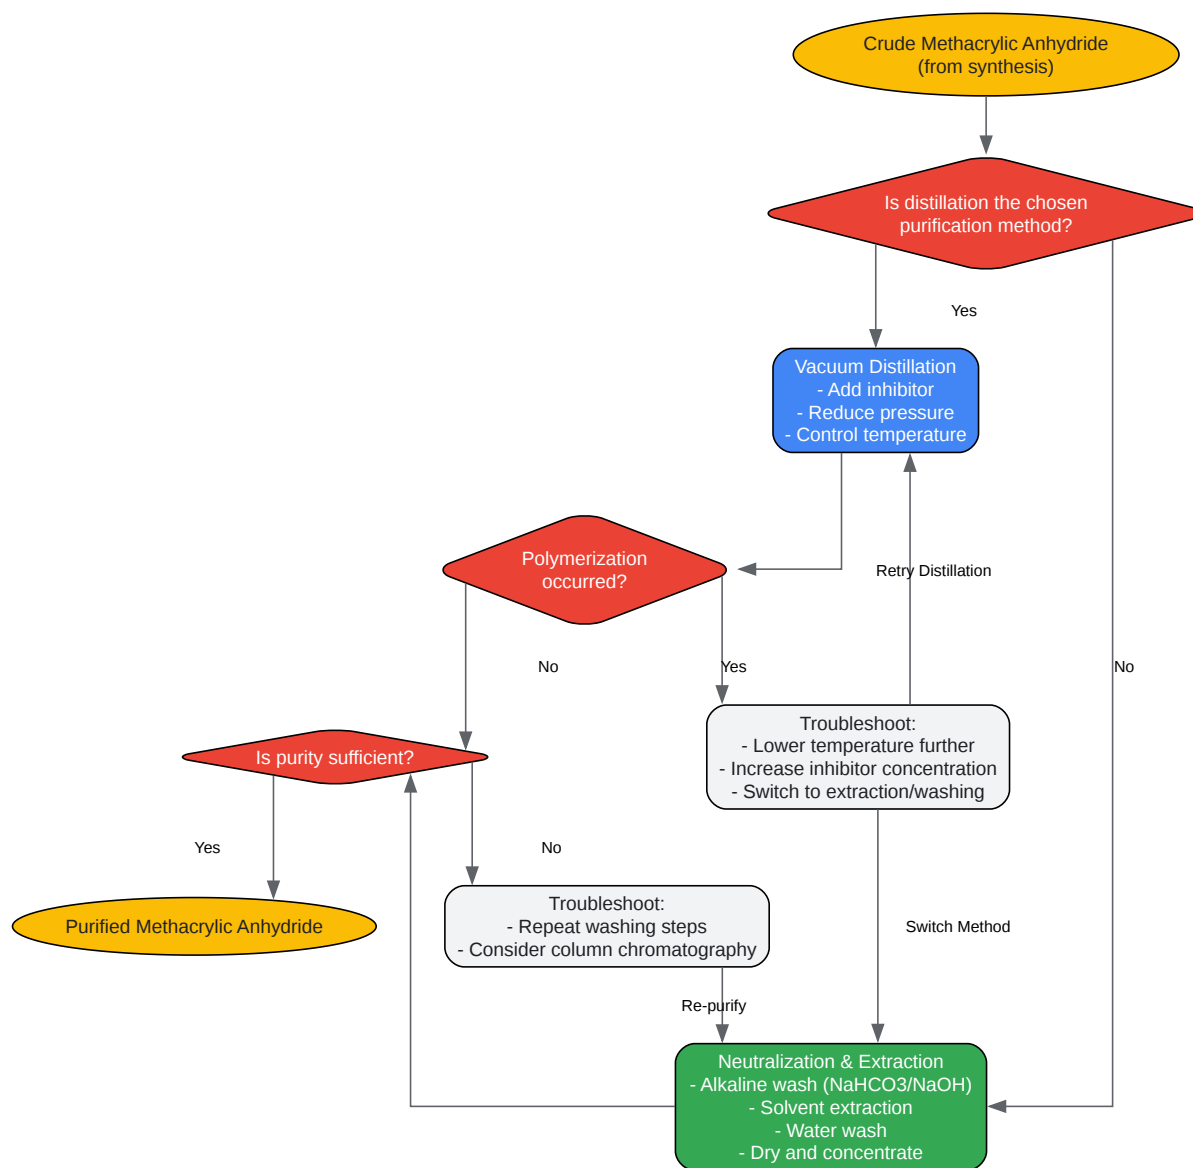 Crude Methacrylic Anhydride
(from synthesis)
Is distillation the chosen
purification method?
Yes
Vacuum Distillation
- Add inhibitor
- Reduce pressure
- Control temperature
Polymerization
occurred?
Retry Distillation
No
Yes
No
Troubleshoot:
- Lower temperature further
- Increase inhibitor concentration
- Switch to extraction/washing
Is purity sufficient?
Yes
No
Troubleshoot:
- Repeat washing steps
- Consider column chromatography
Purified Methacrylic Anhydride
Switch Method
Re-purify
Neutralization & Extraction
- Alkaline wash (NaHCO3/NaOH)
- Solvent extraction
- Water wash
- Dry and concentrate